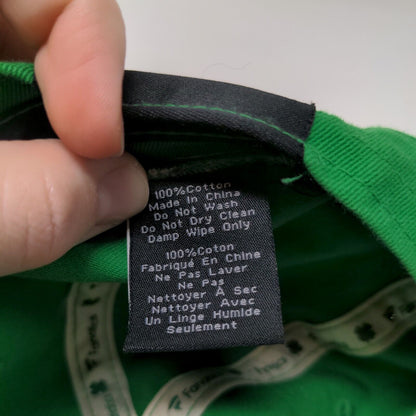 100%Cotton
Made in China
Do Not Wash
Do Not Dry Clean
Damp Wipe Only
100%Coton
Fabriqué En Chine
Ne Pas Laver
Ne Pas
Nettoyer À Sec
Nettoyer Avec
Un Linge Humide
Seulement